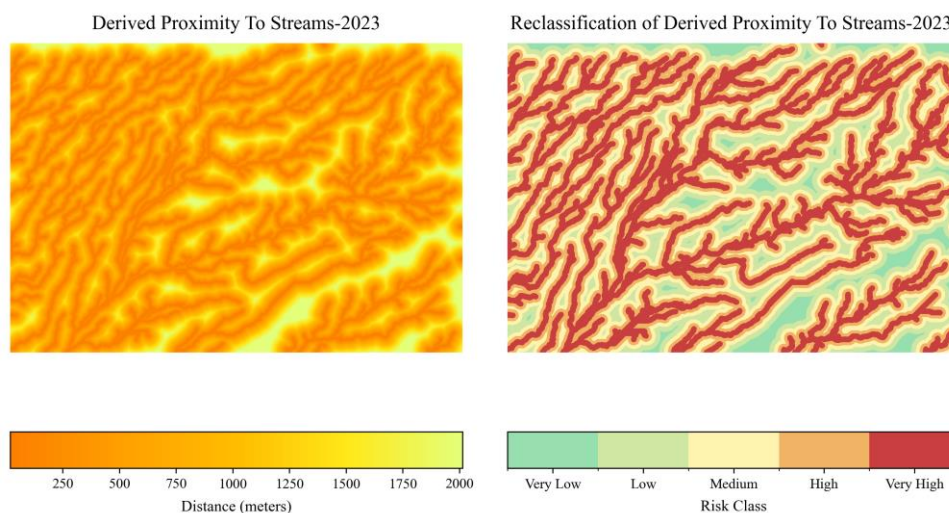 Derived Proximity To Streams-2023
Reclassification of Derived Proximity To Streams-2023
250 500 750 1000 1250 1500 1750 2000
Distance (meters)
Very Low Low Medium High Very High
Risk Class